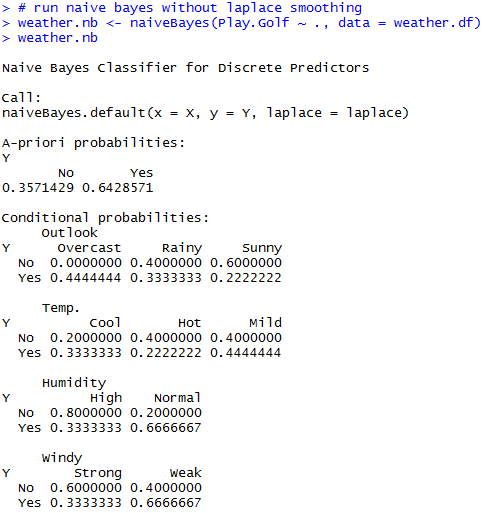 > # run naive bayes without laplace smoothing
> weather.nb <- naiveBayes(Play.Golf ~ ., data = weather.df)
> weather.nb
Naive Bayes Classifier for Discrete Predictors
Call:
naiveBayes.default(x = X, y = Y, laplace = laplace)
A-priori probabilities:
Y
No Yes
0.3571429 0.6428571
Conditional probabilities:
Outlook
Y Overcast Rainy Sunny
No 0.0000000 0.4000000 0.6000000
Yes 0.4444444 0.3333333 0.2222222
Temp.
Y Cool Hot Mild
No 0.2000000 0.4000000 0.4000000
Yes 0.3333333 0.2222222 0.4444444
Humidity
Y High Normal
No 0.8000000 0.2000000
Yes 0.3333333 0.6666667
Windy
Y Strong Weak
No 0.6000000 0.4000000
Yes 0.3333333 0.6666667